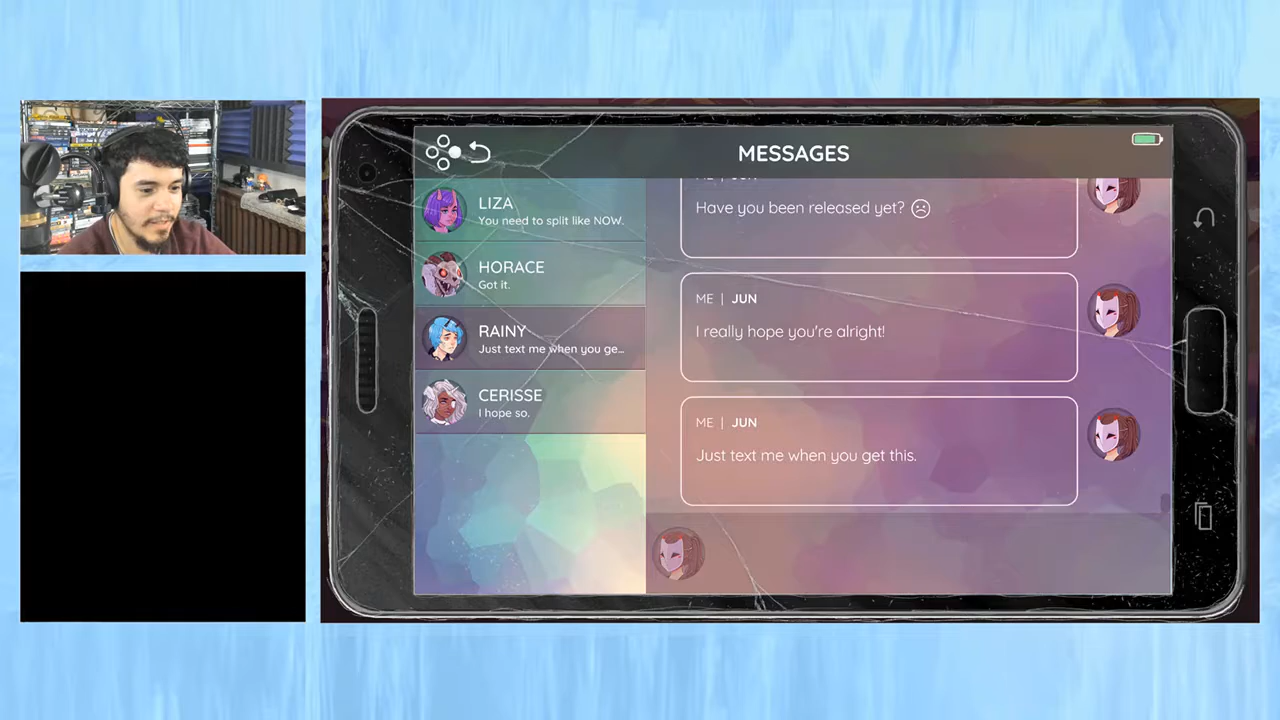 MESSAGES
LIZA
You need to split like NOW.
HORACE
Got it.
RAINY
Just text me when you ge...
CERISSE
I hope so.
Have you been released yet? ☹
ME | JUN
I really hope you're alright!
ME | JUN
Just text me when you get this.